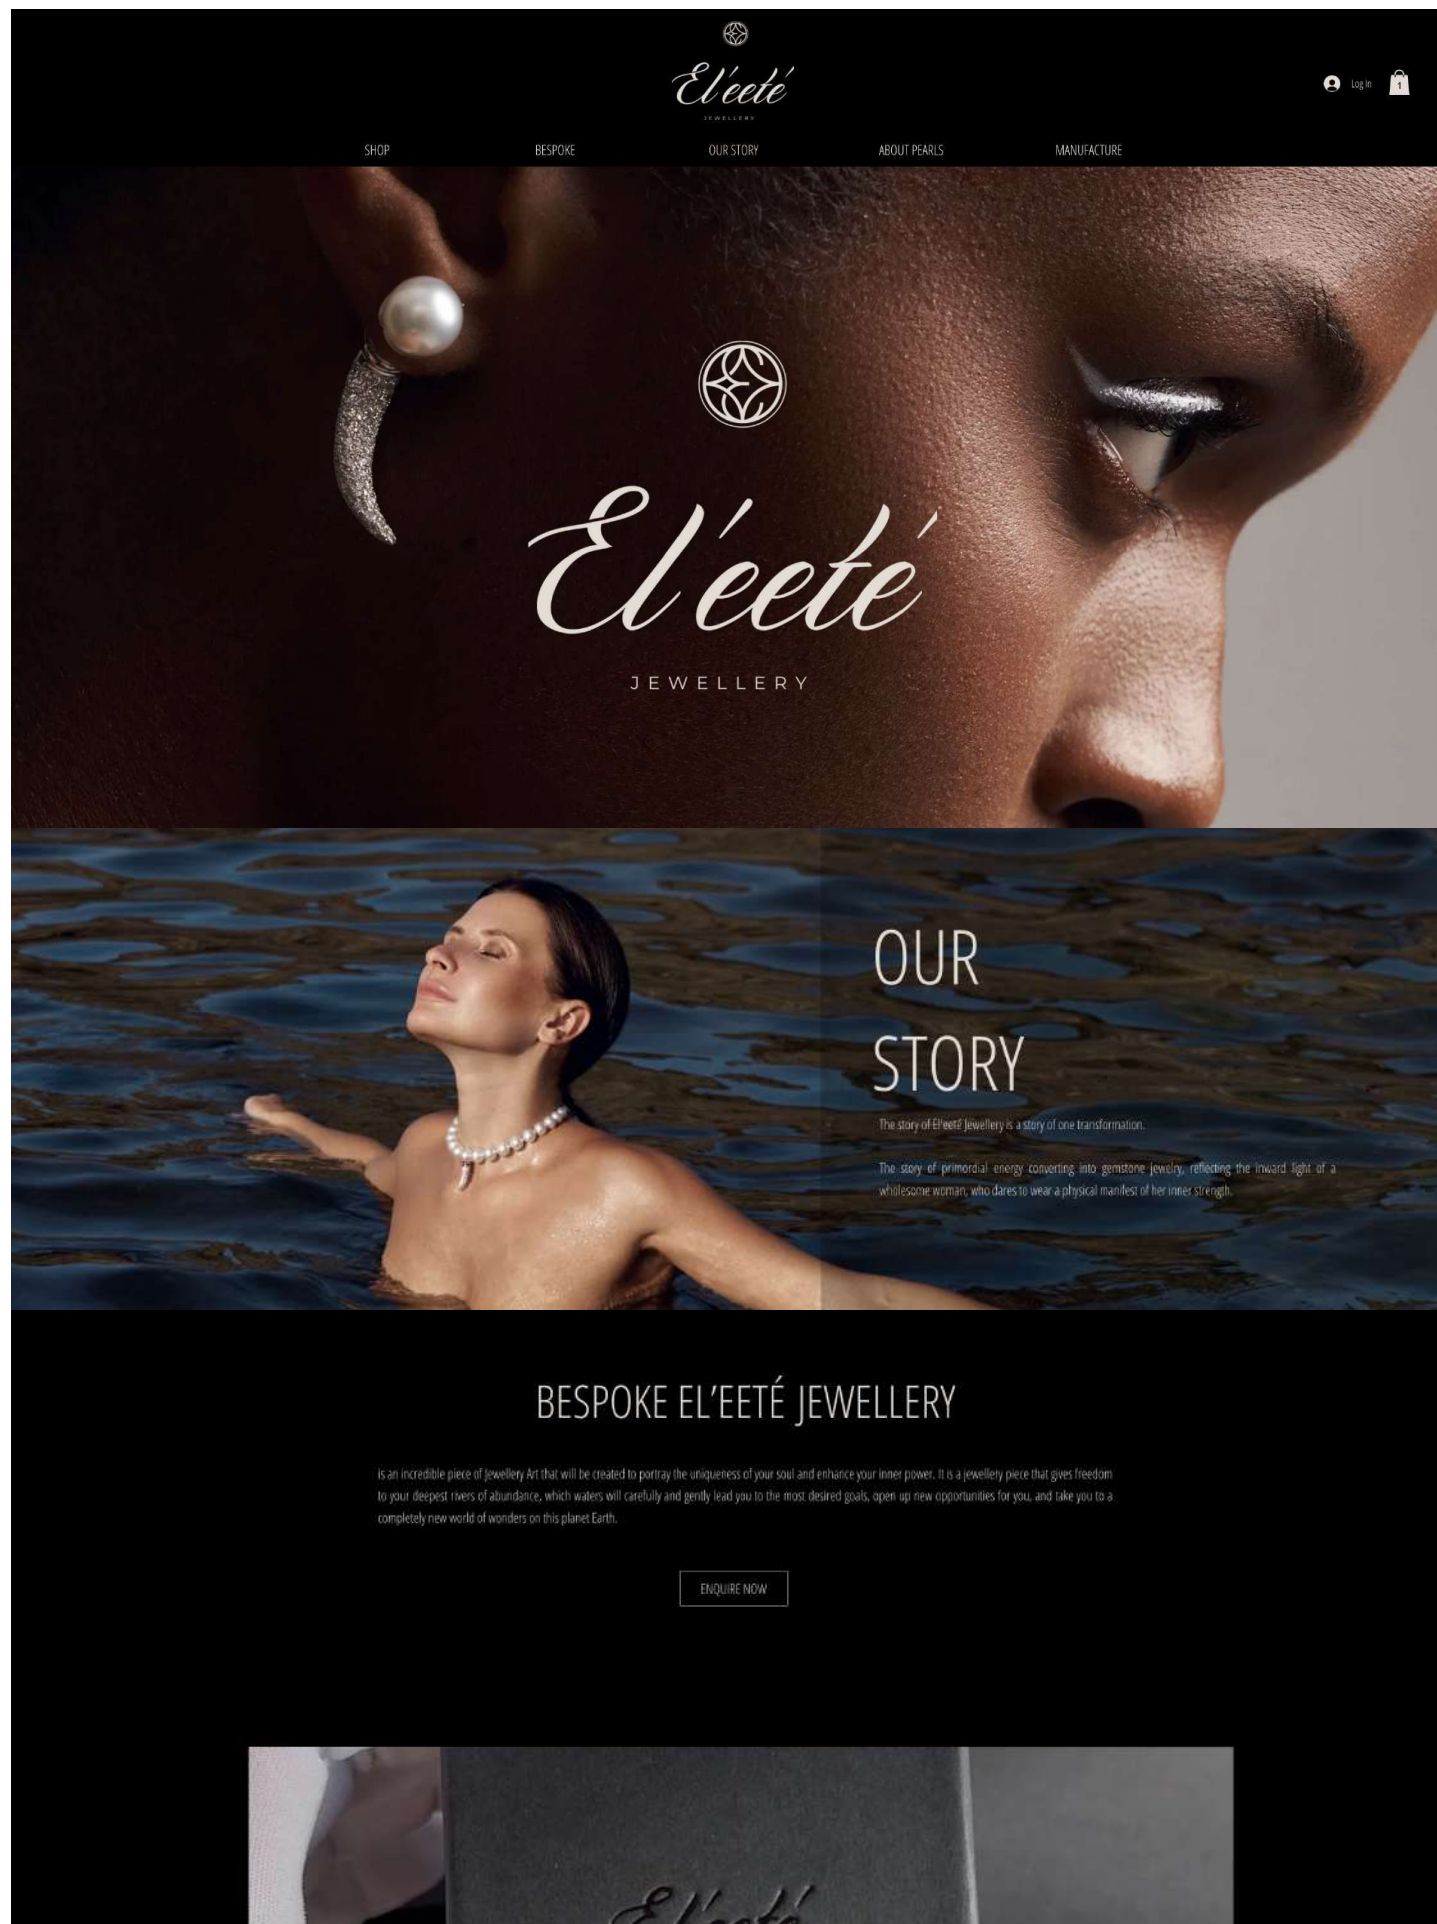 El'eeté
JEWELLERY
Log In
1
SHOP
BESPOKE
OUR STORY
ABOUT PEARLS
MANUFACTURE
El'eeté
JEWELLERY
OUR
STORY
The story of El'eeté Jewellery is a story of one transformation.
The story of primordial energy converting into gemstone jewelry, reflecting the inward light of a
wholesome woman, who dares to wear a physical manifest of her inner strength.
BESPOKE EL’EETÉ JEWELLERY
is an incredible piece of Jewellery Art that will be created to portray the uniqueness of your soul and enhance your inner power. It is a jewellery piece that gives freedom
to your deepest rivers of abundance, which waters will carefully and gently lead you to the most desired goals, open up new opportunities for you, and take you to a
completely new world of wonders on this planet Earth.
ENQUIRE NOW
El'eeté